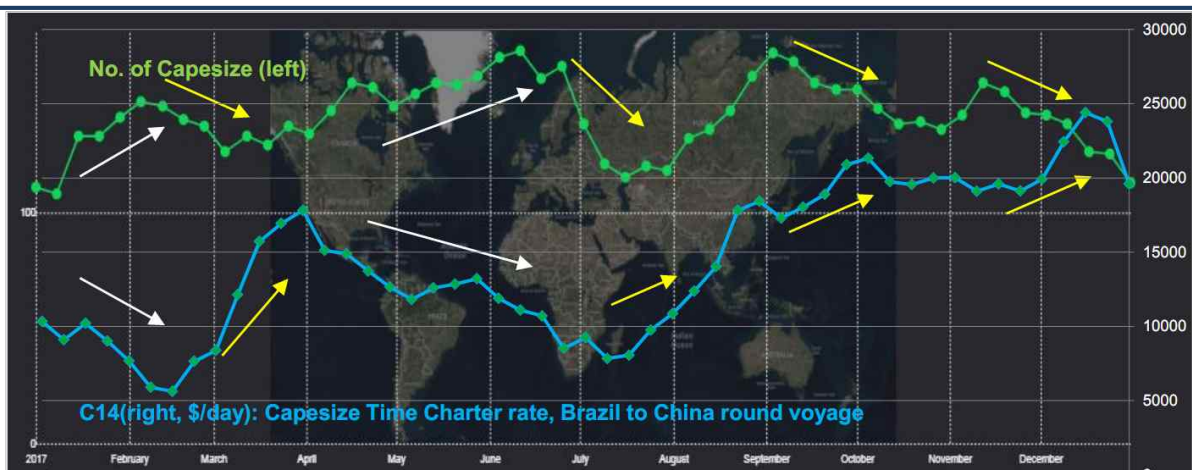 30000
No. of Capesize (left)
25000
20000
100
15000
10000
C14(right, $/day): Capesize Time Charter rate, Brazil to China round voyage
5000
0
2017 February March April May June July August September October November December